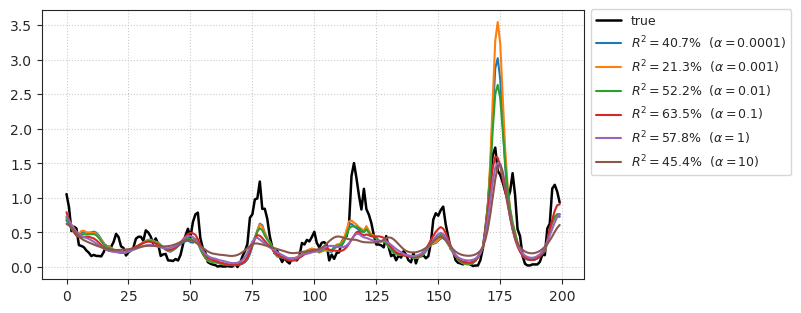 3.5
3.0
2.5
2.0
1.5
1.0
0.5
0.0
0 25 50 75 100 125 150 175 200
true
R² = 40.7% (α = 0.0001)
R² = 21.3% (α = 0.001)
R² = 52.2% (α = 0.01)
R² = 63.5% (α = 0.1)
R² = 57.8% (α = 1)
R² = 45.4% (α = 10)